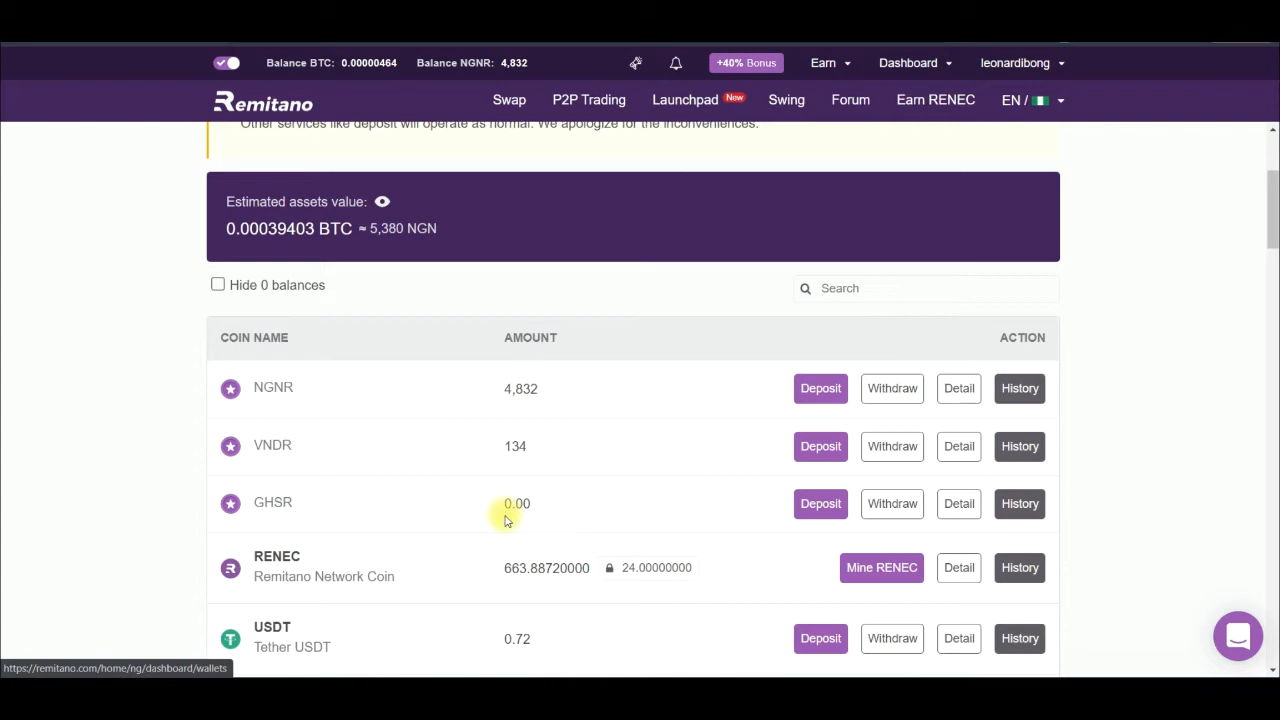 Balance BTC: 0.00000464 Balance NGNR: 4,832 +40% Bonus Earn Dashboard leonardibong
Remitano Swap P2P Trading Launchpad New Swing Forum Earn RENEC EN /
Other services like deposit will operate as normal. We apologize for the inconveniences.
Estimated assets value:
0.00039403 BTC ≈ 5,380 NGN
Hide 0 balances Search
COIN NAME AMOUNT ACTION
NGNR 4,832 Deposit Withdraw Detail History
VNDR 134 Deposit Withdraw Detail History
GHSR 0.00 Deposit Withdraw Detail History
RENEC
Remitano Network Coin 663.88720000 24.00000000 Mine RENEC Detail History
USDT
Tether USDT 0.72 Deposit Withdraw Detail History
https://remitano.com/home/ng/dashboard/wallets